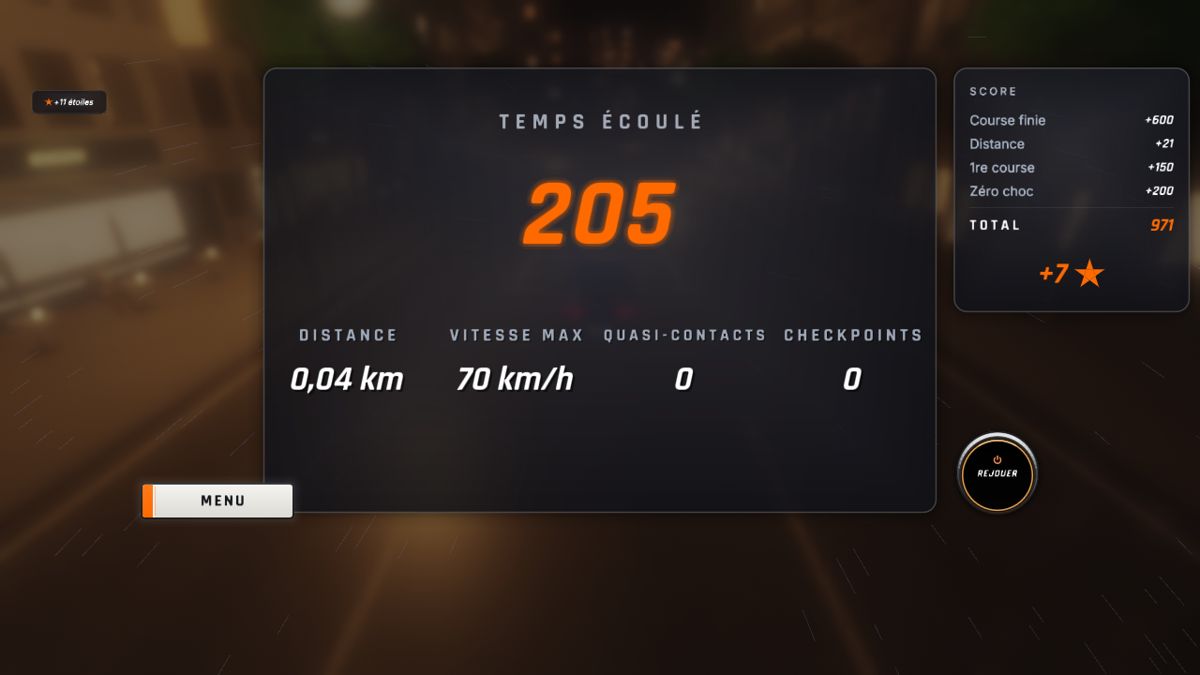 ★ +11 étoiles
TEMPS ÉCOULÉ
205
DISTANCE VITESSE MAX QUASI-CONTACTS CHECKPOINTS
0,04 km 70 km/h 0 0
SCORE
Course finie +600
Distance +21
1re course +150
Zéro choc +200
TOTAL 971
+7 ★
MENU
REJOUER